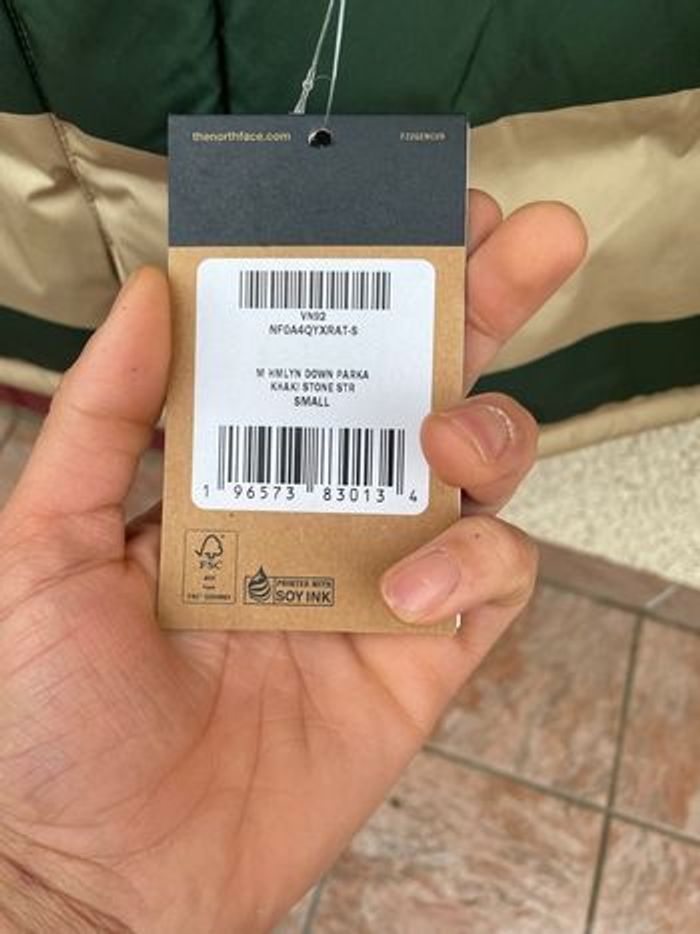 thenorthface.com
VN92
NF0A4QYXRAT-S
M HMLYN DOWN PARKA
KHAKI STONE STR
SMALL
1 96573 83013 4
FSC
PRINTED WITH
SOY INK